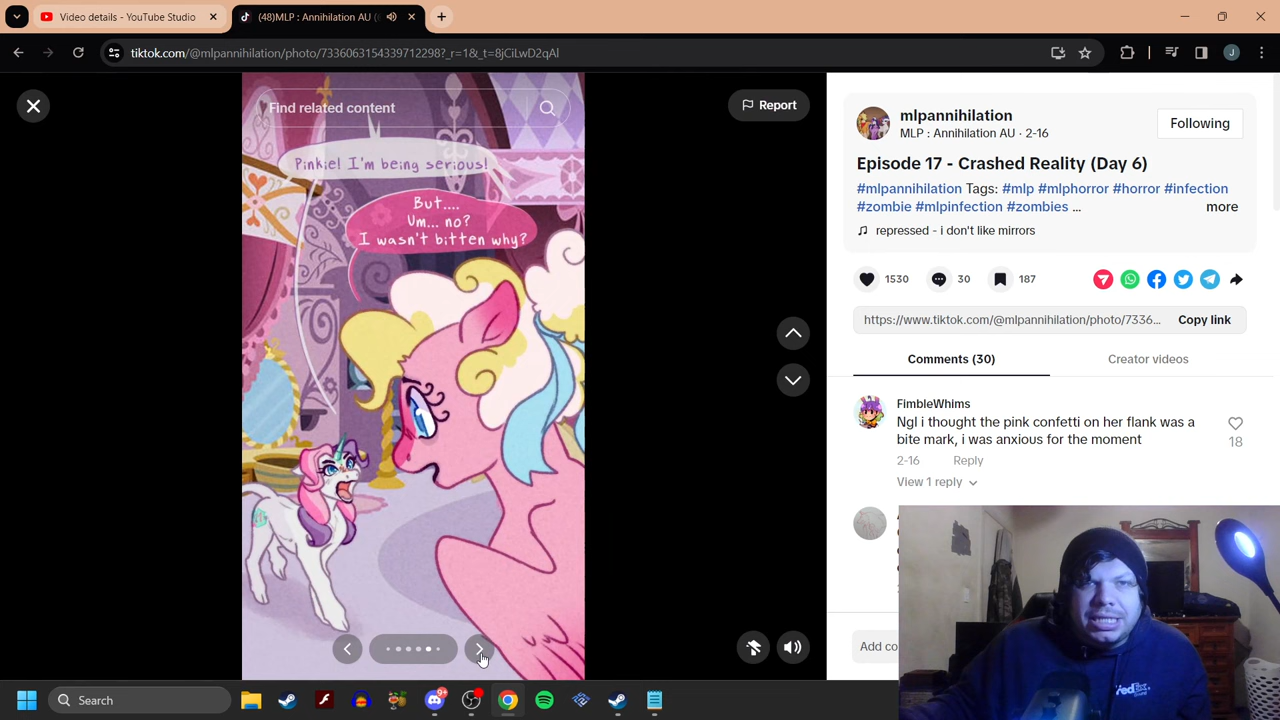 Video details - YouTube Studio
(48)MLP : Annihilation AU (
tiktok.com/@mlpannihilation/photo/7336063154339712298?_r=1&_t=8jCiLwD2qAl
J
Find related content
Report
Pinkie! I'm being serious!
But....
Um... no?
I wasn't bitten why?
mlpannihilation
MLP : Annihilation AU · 2-16
Following
Episode 17 - Crashed Reality (Day 6)
#mlpannihilation Tags: #mlp #mlphorror #horror #infection
#zombie #mlpinfection #zombies ...
more
repressed - i don't like mirrors
1530
30
187
https://www.tiktok.com/@mlpannihilation/photo/7336...
Copy link
Comments (30)
Creator videos
FimbleWhims
Ngl i thought the pink confetti on her flank was a
bite mark, i was anxious for the moment
18
2-16
Reply
View 1 reply
Add co
Search
9+